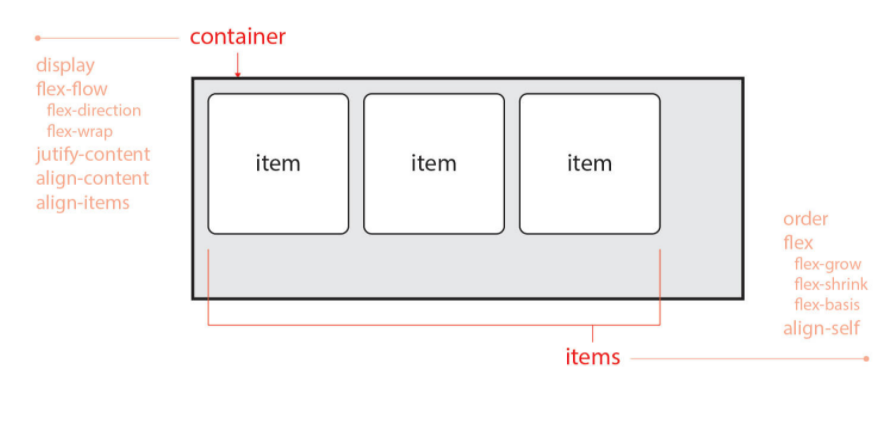 container
display
flex-flow
flex-direction
flex-wrap
jutify-content
align-content
align-items
item item item
order
flex
flex-grow
flex-shrink
flex-basis
align-self
items